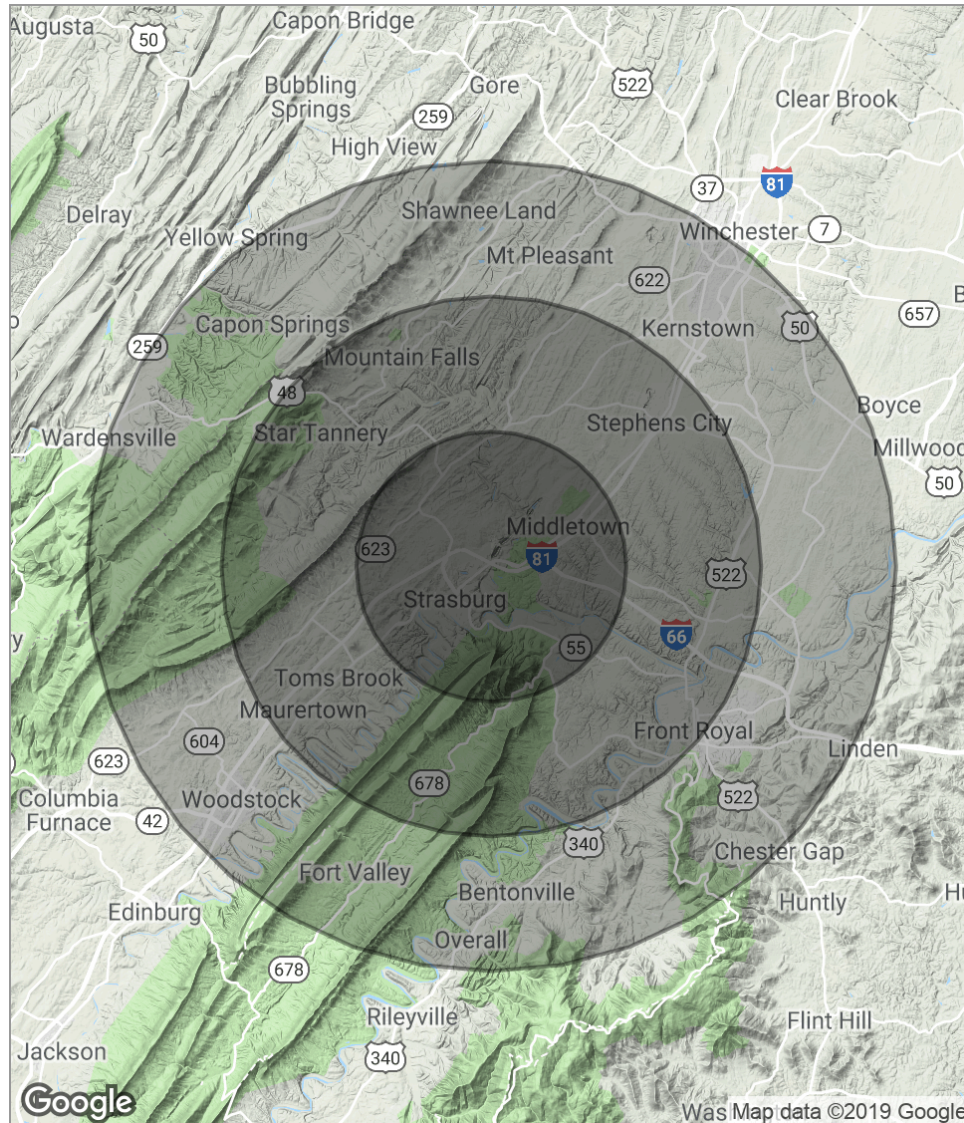 Augusta
50
Capon Bridge
Bubbling
Springs
Gore
522
Clear Brook
259
High View
37
81
Delray
Shawnee Land
Yellow Spring
Winchester
7
Mt Pleasant
622
657
Capon Springs
Kernstown
50
259
Mountain Falls
48
Boyce
Wardensville
Star Tannery
Stephens City
Millwood
50
Middletown
623
81
522
Strasburg
66
55
Toms Brook
Maurertown
604
Front Royal
Linden
623
678
522
Columbia
Furnace
42
Woodstock
340
Chester Gap
Fort Valley
Bentonville
Huntly
Edinburg
Overall
678
Rileyville
Flint Hill
Jackson
340
Google
Map data ©2019 Google